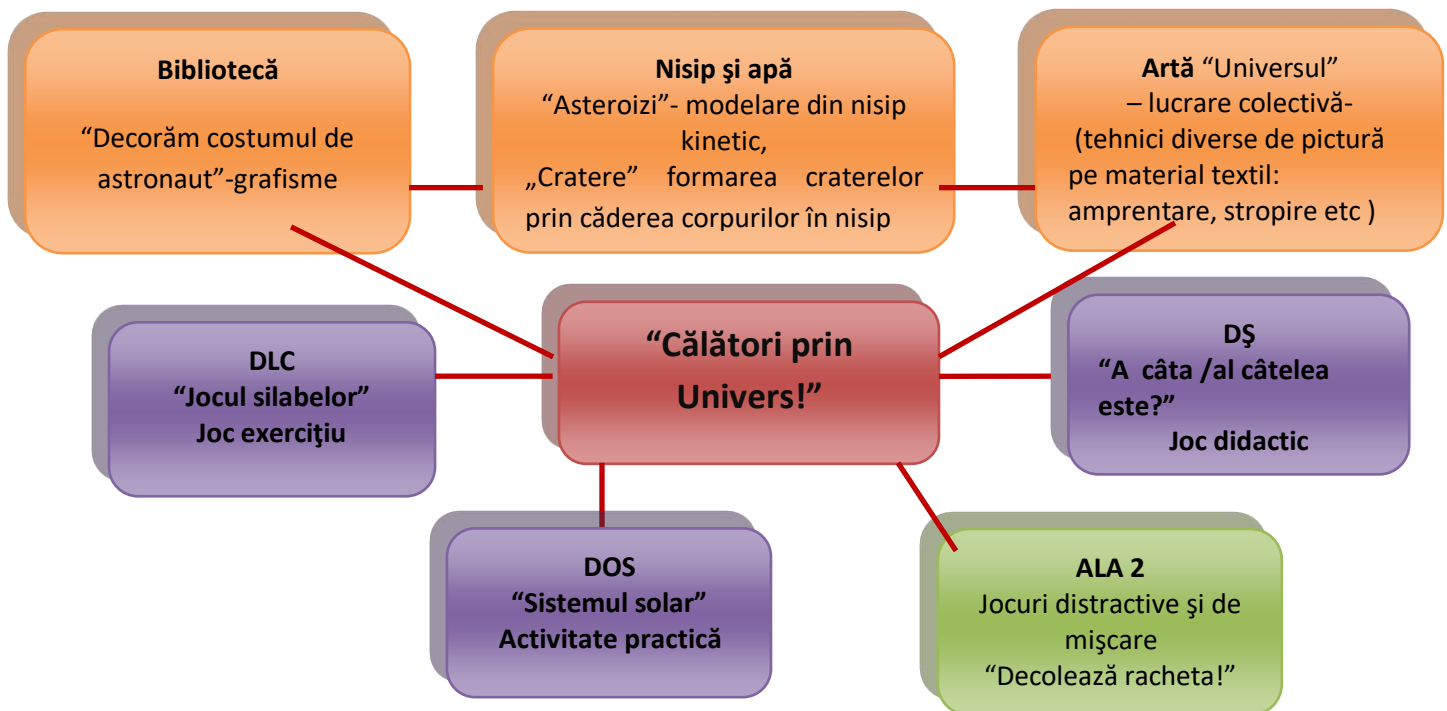 Bibliotecă
“Decorăm costumul de
astronaut”-grafisme
Nisip şi apă
“Asteroizi”- modelare din nisip
kinetic,
„Cratere” formarea craterelor
prin căderea corpurilor în nisip
Artă “Universul”
– lucrare colectivă-
(tehnici diverse de pictură
pe material textil:
amprentare, stropire etc )
DLC
“Jocul silabelor”
Joc exerciţiu
“Călători prin
Univers!”
DŞ
“A câta /al câtelea
este?”
Joc didactic
DOS
“Sistemul solar”
Activitate practică
ALA 2
Jocuri distractive şi de
mişcare
“Decolează racheta!”